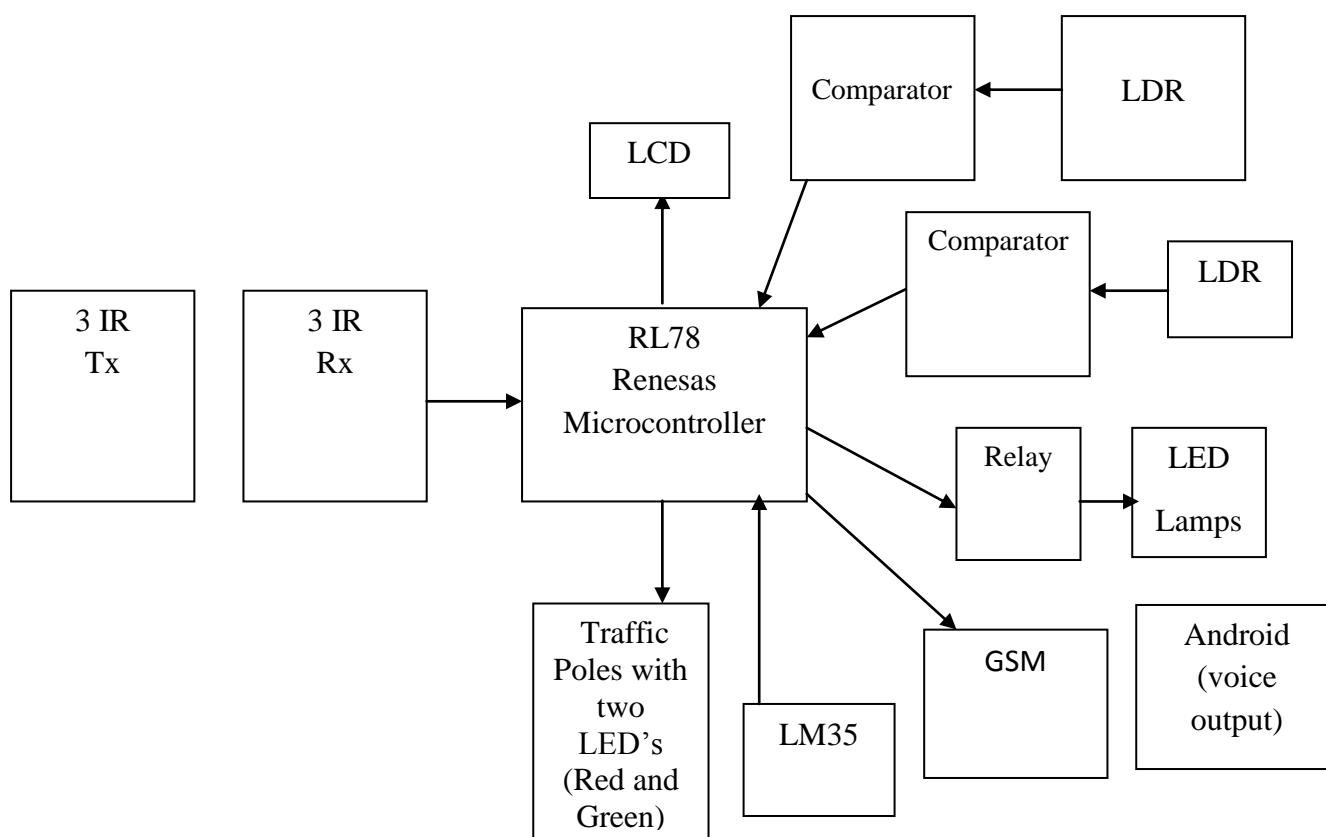 Comparator
LDR
LCD
Comparator
LDR
3 IR
Tx
3 IR
Rx
RL78
Renesas
Microcontroller
Relay
LED
Lamps
Traffic
Poles with
two
LED’s
(Red and
Green)
LM35
GSM
Android
(voice
output)